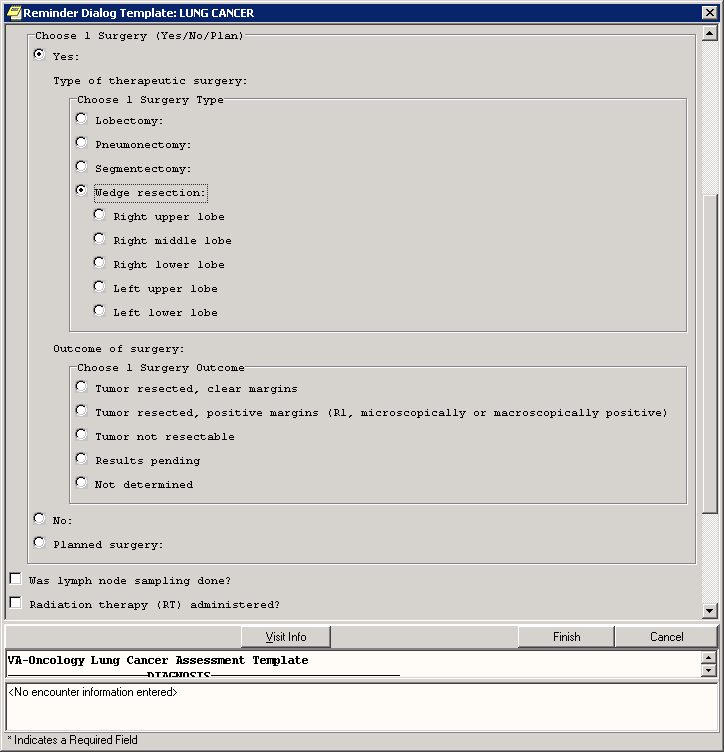 Reminder Dialog Template: LUNG CANCER
Choose 1 Surgery (Yes/No/Plan)
Yes:
Type of therapeutic surgery:
Choose 1 Surgery Type
Lobectomy:
Pneumonectomy:
Segmentectomy:
Wedge resection:
Right upper lobe
Right middle lobe
Right lower lobe
Left upper lobe
Left lower lobe
Outcome of surgery:
Choose 1 Surgery Outcome
Tumor resected, clear margins
Tumor resected, positive margins (R1, microscopically or macroscopically positive)
Tumor not resectable
Results pending
Not determined
No:
Planned surgery:
Was lymph node sampling done?
Radiation therapy (RT) administered?
Visit Info Finish Cancel
VA-Oncology Lung Cancer Assessment Template
DIAGNOSIS
<No encounter information entered>
* Indicates a Required Field